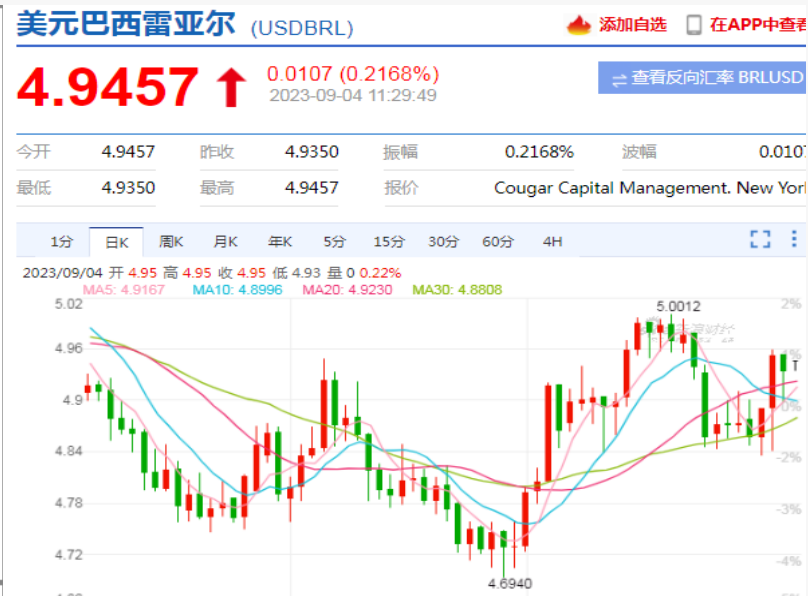 美元巴西雷亚尔 (USDBRL) 添加自选 在APP中查看
4.9457 0.0107 (0.2168%)
2023-09-04 11:29:49
查看反向汇率 BRLUSD
今开 4.9457 昨收 4.9350 振幅 0.2168% 波幅 0.0107
最低 4.9350 最高 4.9457 报价 Cougar Capital Management. New Yor
1分 日K 周K 月K 年K 5分 15分 30分 60分 4H
2023/09/04 开 4.95 高 4.95 收 4.95 低 4.93 量 0 0.22%
MA5: 4.9167 MA10: 4.8996 MA20: 4.9230 MA30: 4.8808
5.02 5.0012 2%
4.96 1%
4.9 0%
4.84 -2%
4.78 -3%
4.72 -4%
4.6940